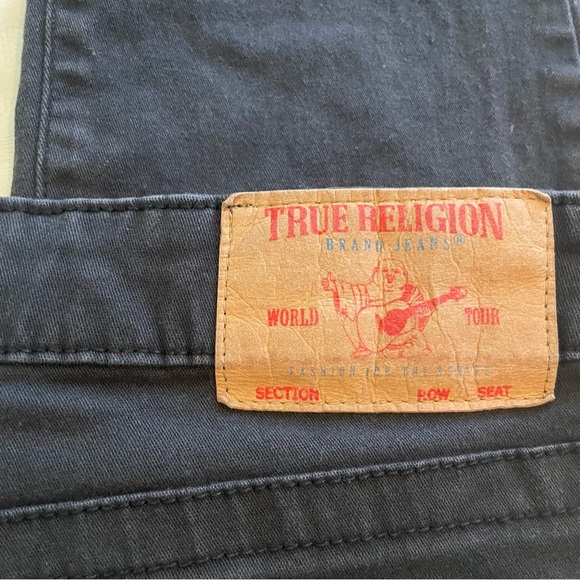 TRUE RELIGION
BRAND JEANS®
WORLD TOUR
FASHION FOR THE SENSES
SECTION ROW SEAT